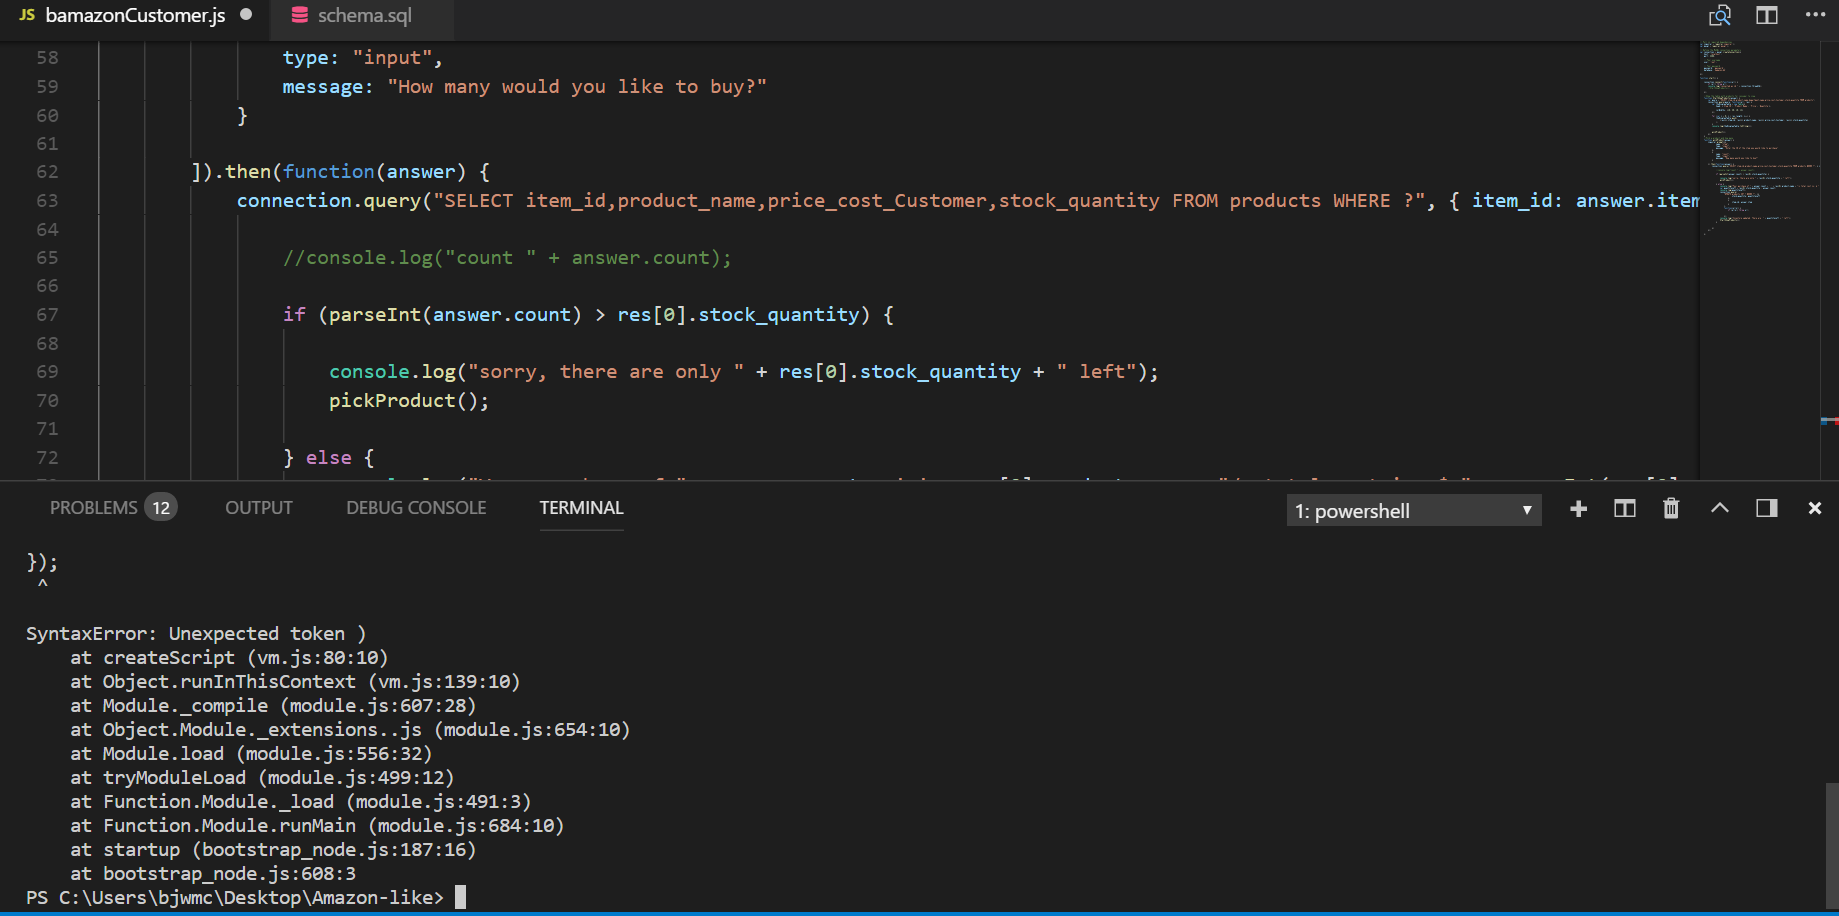 JS bamazonCustomer.js ● schema.sql
58 type: "input",
59 message: "How many would you like to buy?"
60 }
61
62 ]).then(function(answer) {
63 connection.query("SELECT item_id,product_name,price_cost_Customer,stock_quantity FROM products WHERE ?", { item_id: answer.item
64
65 //console.log("count " + answer.count);
66
67 if (parseInt(answer.count) > res[0].stock_quantity) {
68
69 console.log("sorry, there are only " + res[0].stock_quantity + " left");
70 pickProduct();
71
72 } else {
PROBLEMS 12 OUTPUT DEBUG CONSOLE TERMINAL 1: powershell
});
^
SyntaxError: Unexpected token )
at createScript (vm.js:80:10)
at Object.runInThisContext (vm.js:139:10)
at Module._compile (module.js:607:28)
at Object.Module._extensions..js (module.js:654:10)
at Module.load (module.js:556:32)
at tryModuleLoad (module.js:499:12)
at Function.Module._load (module.js:491:3)
at Function.Module.runMain (module.js:684:10)
at startup (bootstrap_node.js:187:16)
at bootstrap_node.js:608:3
PS C:\Users\bjwmc\Desktop\Amazon-like>